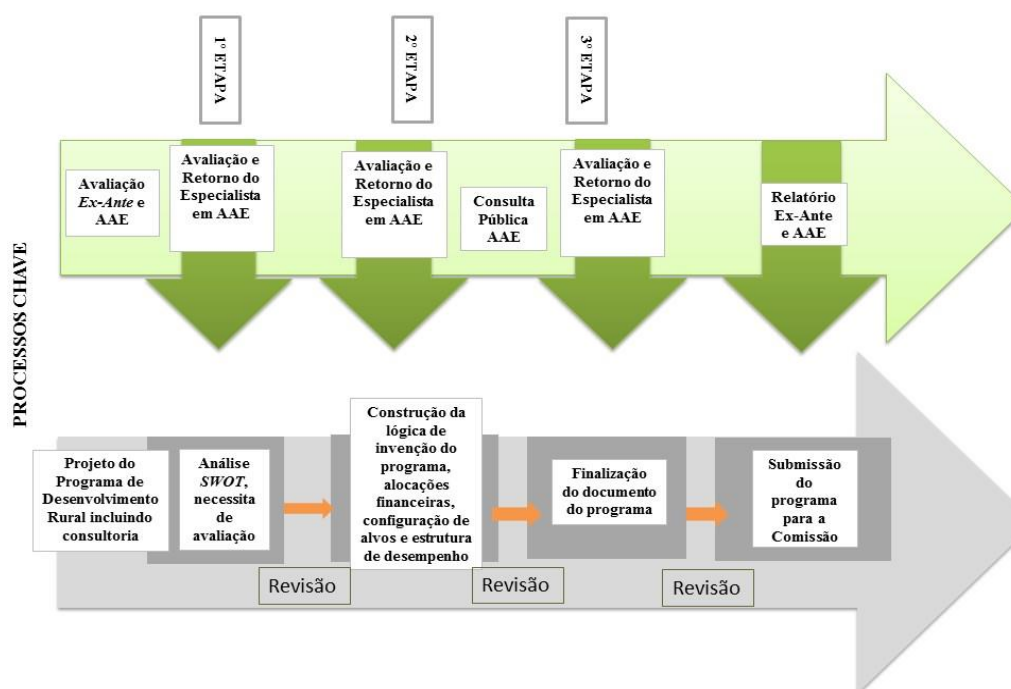 1º ETAPA
2º ETAPA
3º ETAPA
PROCESSOS CHAVE
Avaliação
Ex-Ante e
AAE
Avaliação e
Retorno do
Especialista
em AAE
Avaliação e
Retorno do
Especialista
em AAE
Consulta
Pública
AAE
Avaliação e
Retorno do
Especialista
em AAE
Relatório
Ex-Ante
e AAE
Projeto do
Programa de
Desenvolvimento
Rural incluindo
consultoria
Análise
SWOT,
necessita
de
avaliação
Construção da
lógica de
invenção do
programa,
alocações
financeiras,
configuração de
alvos e estrutura
de desempenho
Finalização
do documento
do programa
Submissão
do
programa
para a
Comissão
Revisão
Revisão
Revisão